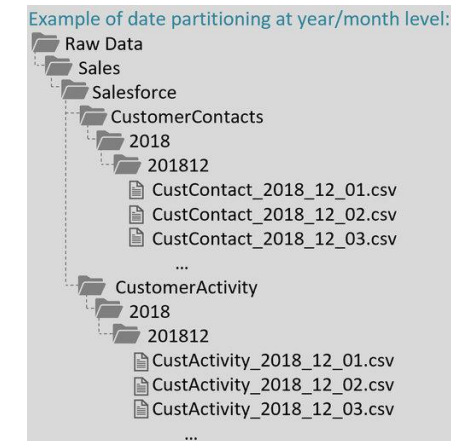 Example of date partitioning at year/month level:
Raw Data
Sales
Salesforce
CustomerContacts
2018
201812
CustContact_2018_12_01.csv
CustContact_2018_12_02.csv
CustContact_2018_12_03.csv
...
CustomerActivity
2018
201812
CustActivity_2018_12_01.csv
CustActivity_2018_12_02.csv
CustActivity_2018_12_03.csv
...